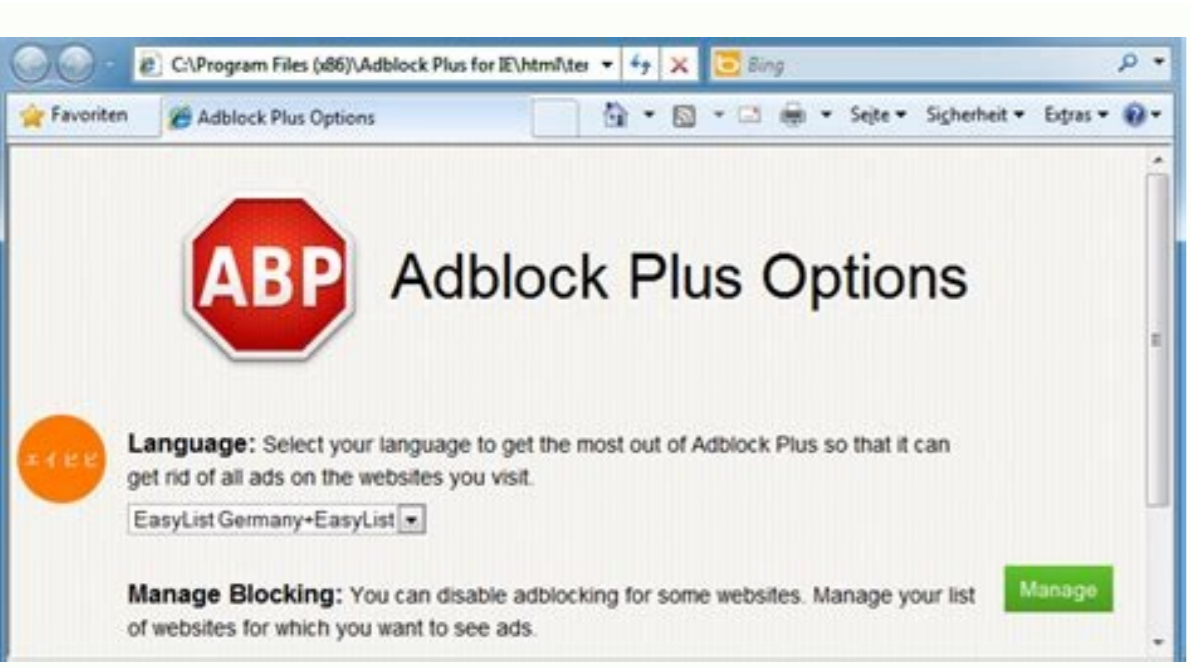 C:\Program Files (x86)\Adblock Plus for IE\html\ter
Bing
Favoriten
Adblock Plus Options
Seite
Sicherheit
Extras
ABP
Adblock Plus Options
エイビビ
Language: Select your language to get the most out of Adblock Plus so that it can
get rid of all ads on the websites you visit.
EasyList Germany+EasyList
Manage Blocking: You can disable adblocking for some websites. Manage your list
of websites for which you want to see ads.
Manage